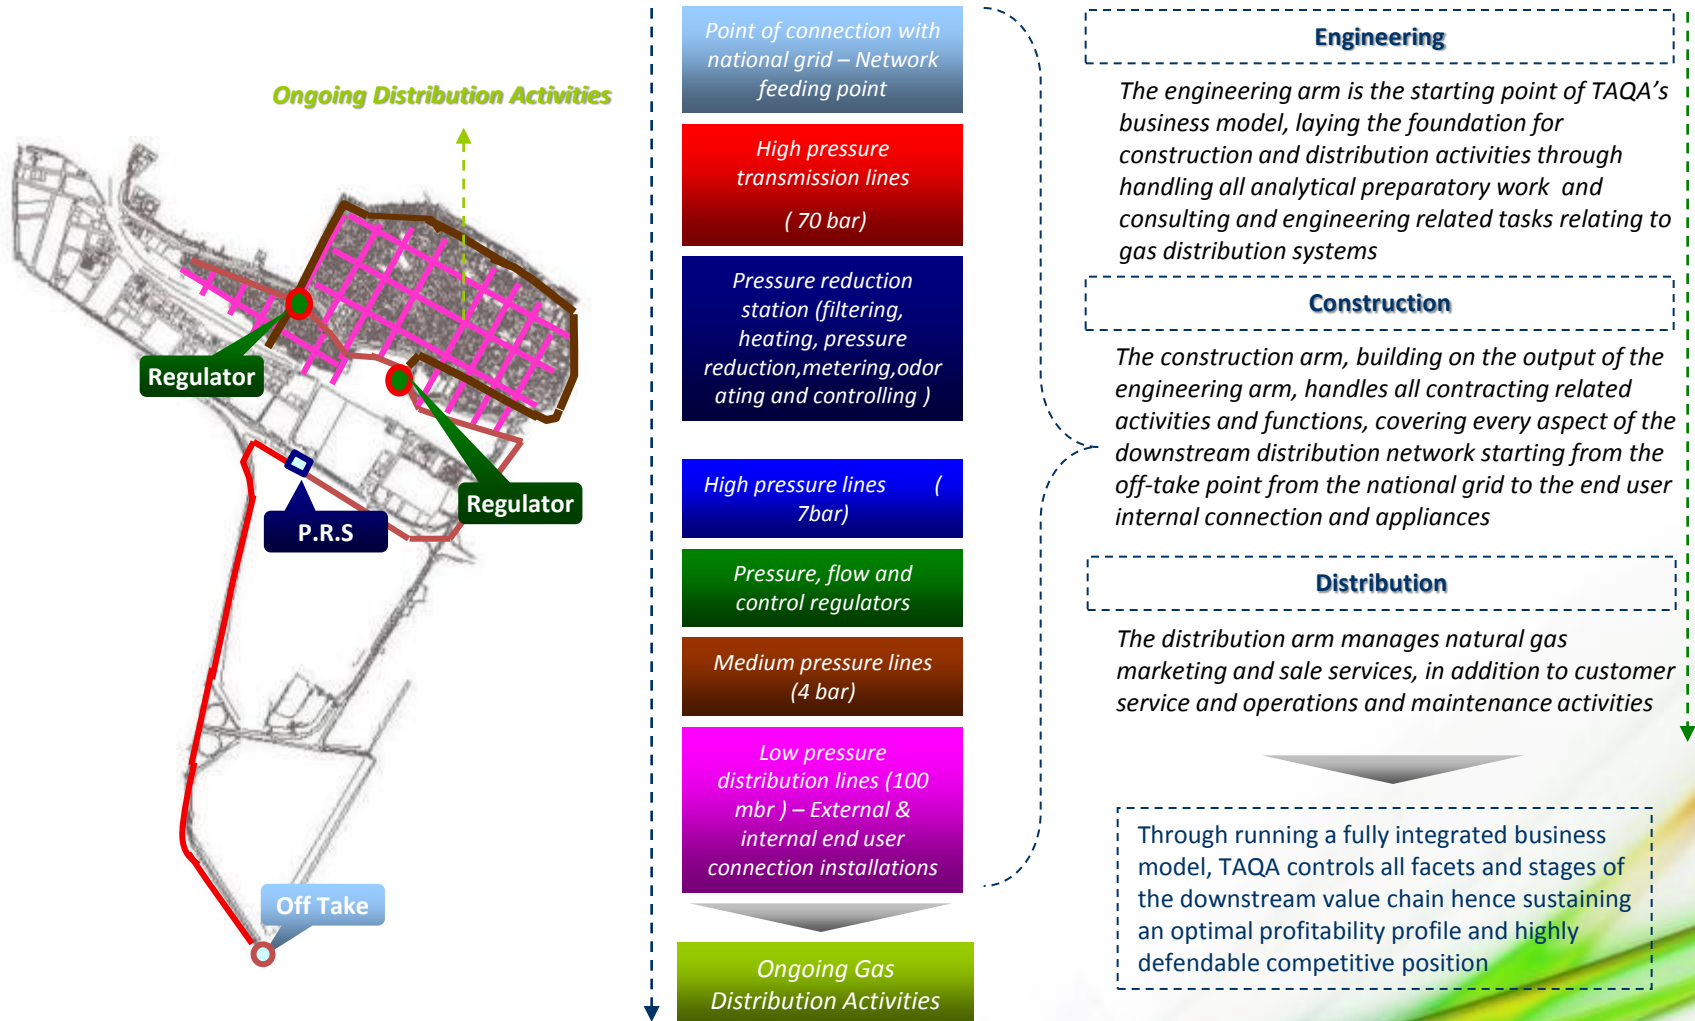 Ongoing Distribution Activities
Regulator
Regulator
P.R.S
Off Take
Point of connection with
national grid – Network
feeding point
High pressure
transmission lines
( 70 bar)
Pressure reduction
station (filtering,
heating, pressure
reduction,metering,odor
ating and controlling )
High pressure lines (
7bar)
Pressure, flow and
control regulators
Medium pressure lines
(4 bar)
Low pressure
distribution lines (100
mbr ) – External &
internal end user
connection installations
Ongoing Gas
Distribution Activities
Engineering
The engineering arm is the starting point of TAQA’s
business model, laying the foundation for
construction and distribution activities through
handling all analytical preparatory work and
consulting and engineering related tasks relating to
gas distribution systems
Construction
The construction arm, building on the output of the
engineering arm, handles all contracting related
activities and functions, covering every aspect of the
downstream distribution network starting from the
off-take point from the national grid to the end user
internal connection and appliances
Distribution
The distribution arm manages natural gas
marketing and sale services, in addition to customer
service and operations and maintenance activities
Through running a fully integrated business
model, TAQA controls all facets and stages of
the downstream value chain hence sustaining
an optimal profitability profile and highly
defendable competitive position